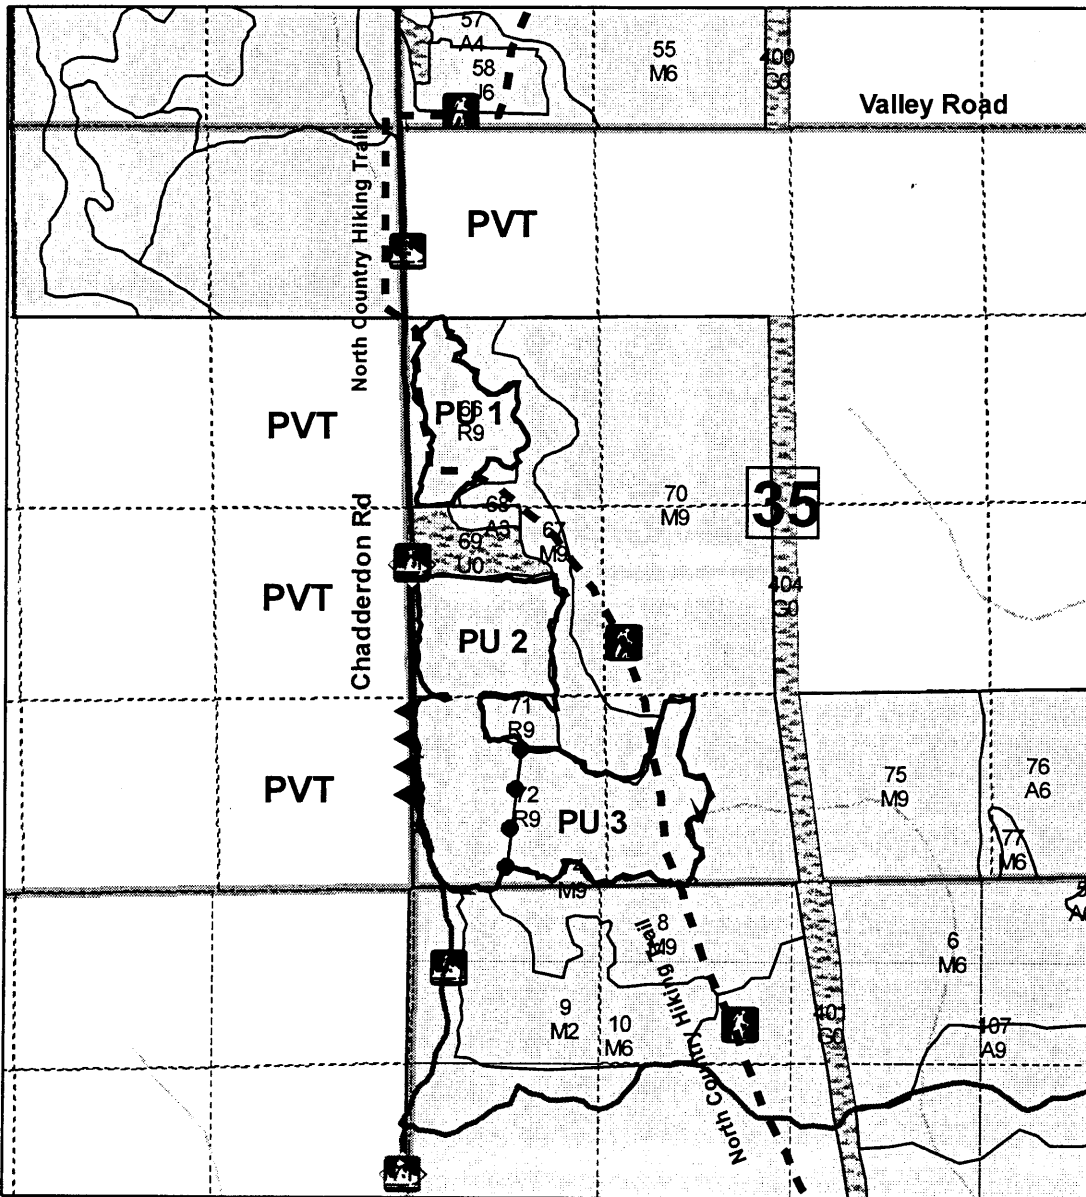 57
A4
58
J6
55
M6
400
Valley Road
North Country Hiking Trail
PVT
PVT
PU 1
66
R9
70
M9
35
68
A3
67
M9
69
U0
Chadderdon Rd
PVT
404
G0
PU 2
71
R9
72
R9
PU 3
PVT
75
M9
76
A6
77
M6
M9
8
M9
6
M6
9
M2
10
M6
North Country Hiking Trail
G0
107
A9